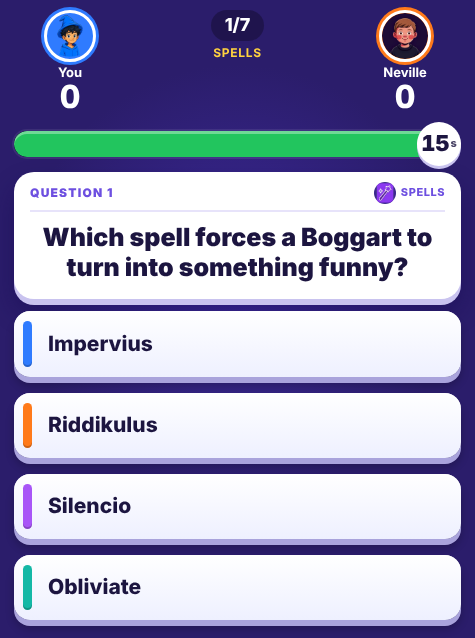 1/7
SPELLS
You
0
Neville
0
15s
QUESTION 1
SPELLS
Which spell forces a Boggart to
turn into something funny?
Impervius
Riddikulus
Silencio
Obliviate